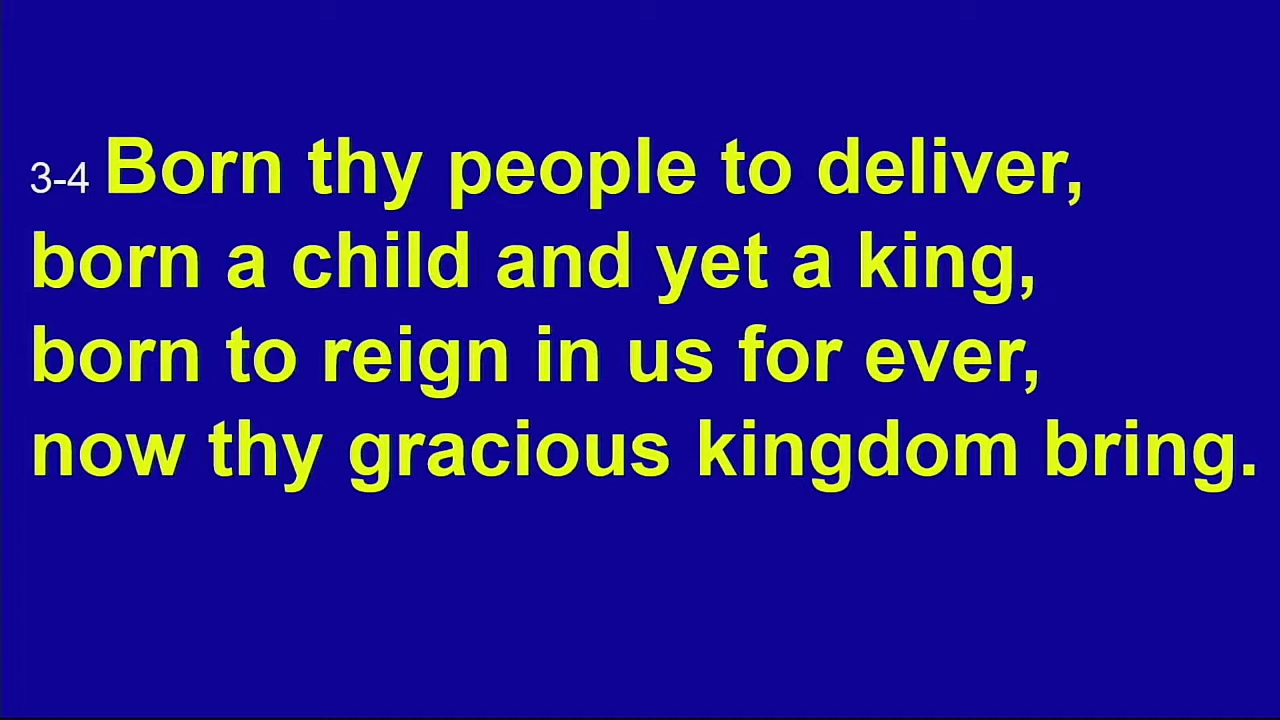 3-4 Born thy people to deliver,
born a child and yet a king,
born to reign in us for ever,
now thy gracious kingdom bring.